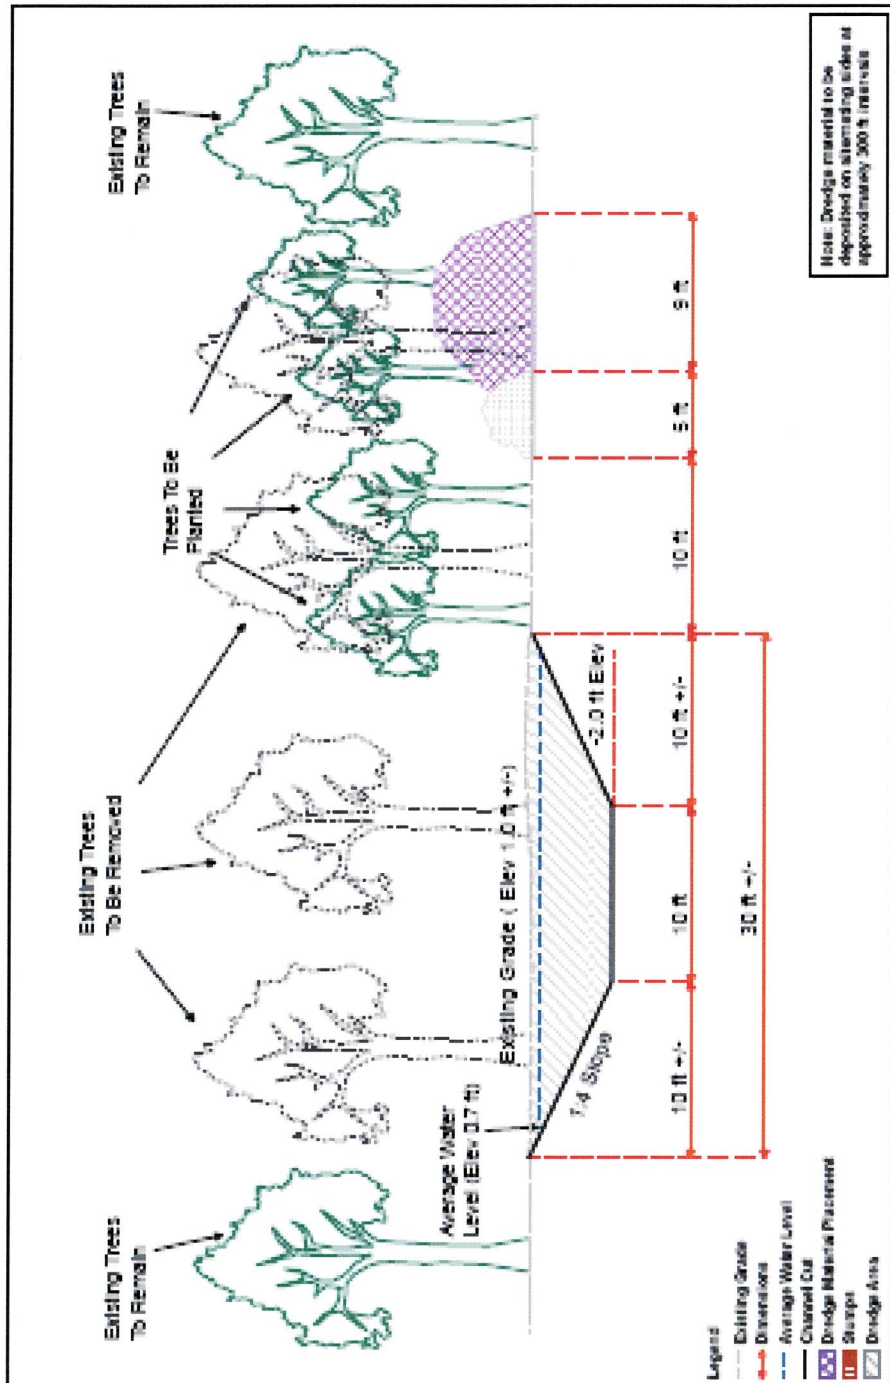 Existing Trees
To Remain
Existing Trees
To Be Removed
Trees To Be
Planted
Existing Trees
To Remain
Average Water
Level (Elev 0.7 ft)
Existing Grade ( Elev 1.0 ft +/-)
1:4 Slope
-2.0 ft Elev
10 ft +/-
10 ft
10 ft +/-
10 ft
9 ft
30 ft +/-
Legend
Existing Grade
Dimensions
Average Water Level
Channel Cut
Dredge Material Placement
Stumps
Dredge Area
Note: Dredge material to be
deposited on alternating sides at
approximately 300 ft intervals